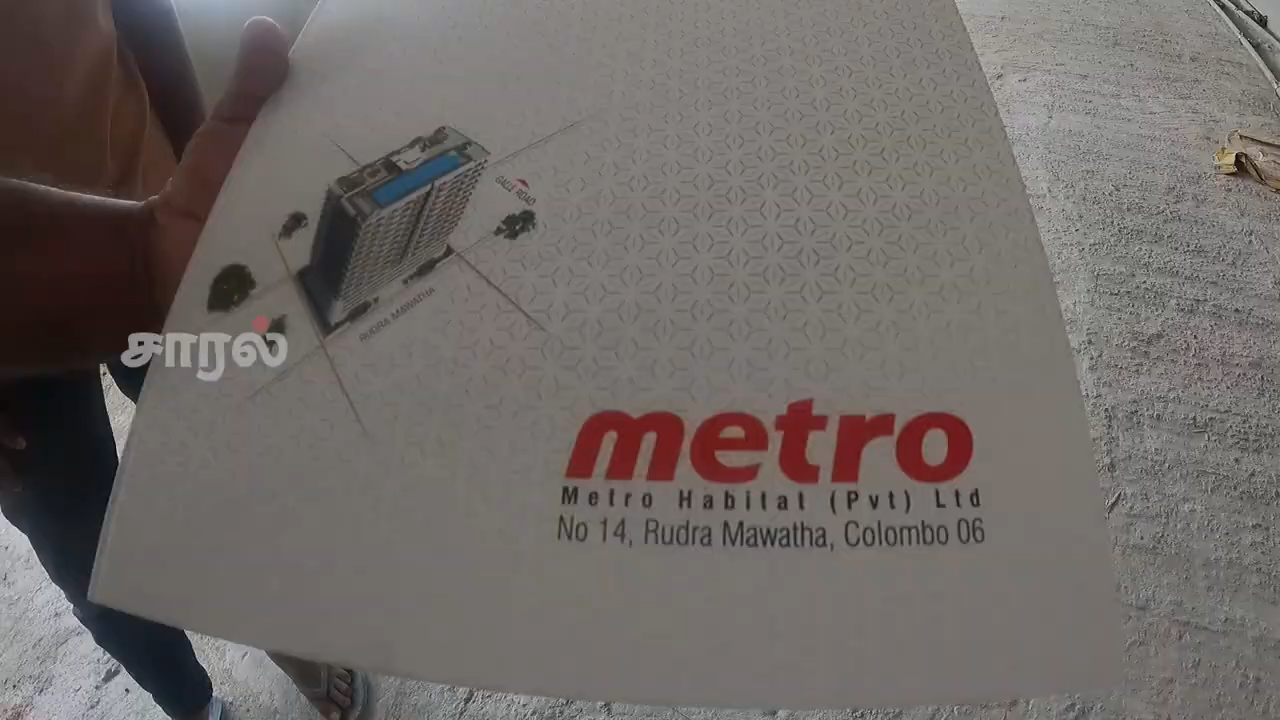 GALLE ROAD
RUDRA MAWATHA
சாரல்
metro
Metro Habitat (Pvt) Ltd
No 14, Rudra Mawatha, Colombo 06